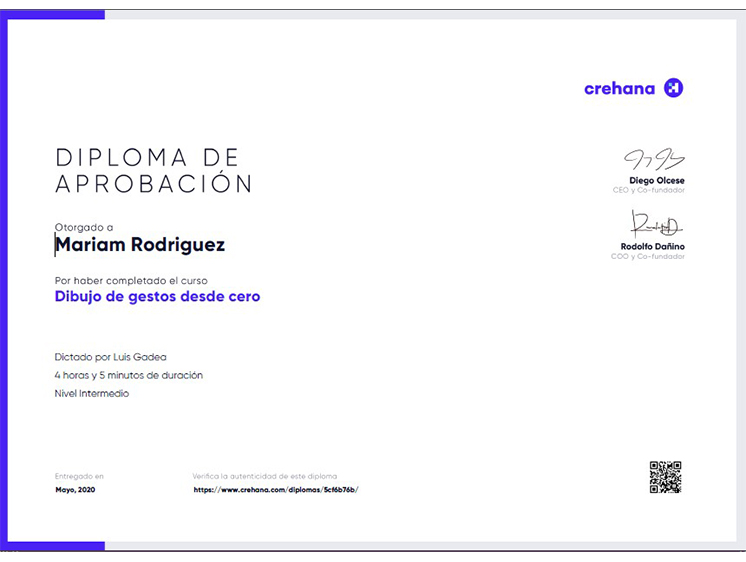 crehana
DIPLOMA DE
APROBACIÓN
Otorgado a
Mariam Rodriguez
Por haber completado el curso
Dibujo de gestos desde cero
Dictado por Luis Gadea
4 horas y 5 minutos de duración
Nivel Intermedio
Diego Olcese
CEO y Co-fundador
Rodolfo Dañino
COO y Co-fundador
Entregado en
Mayo, 2020
Verifica la autenticidad de este diploma
https://www.crehana.com/diplomas/5cf6b76b/